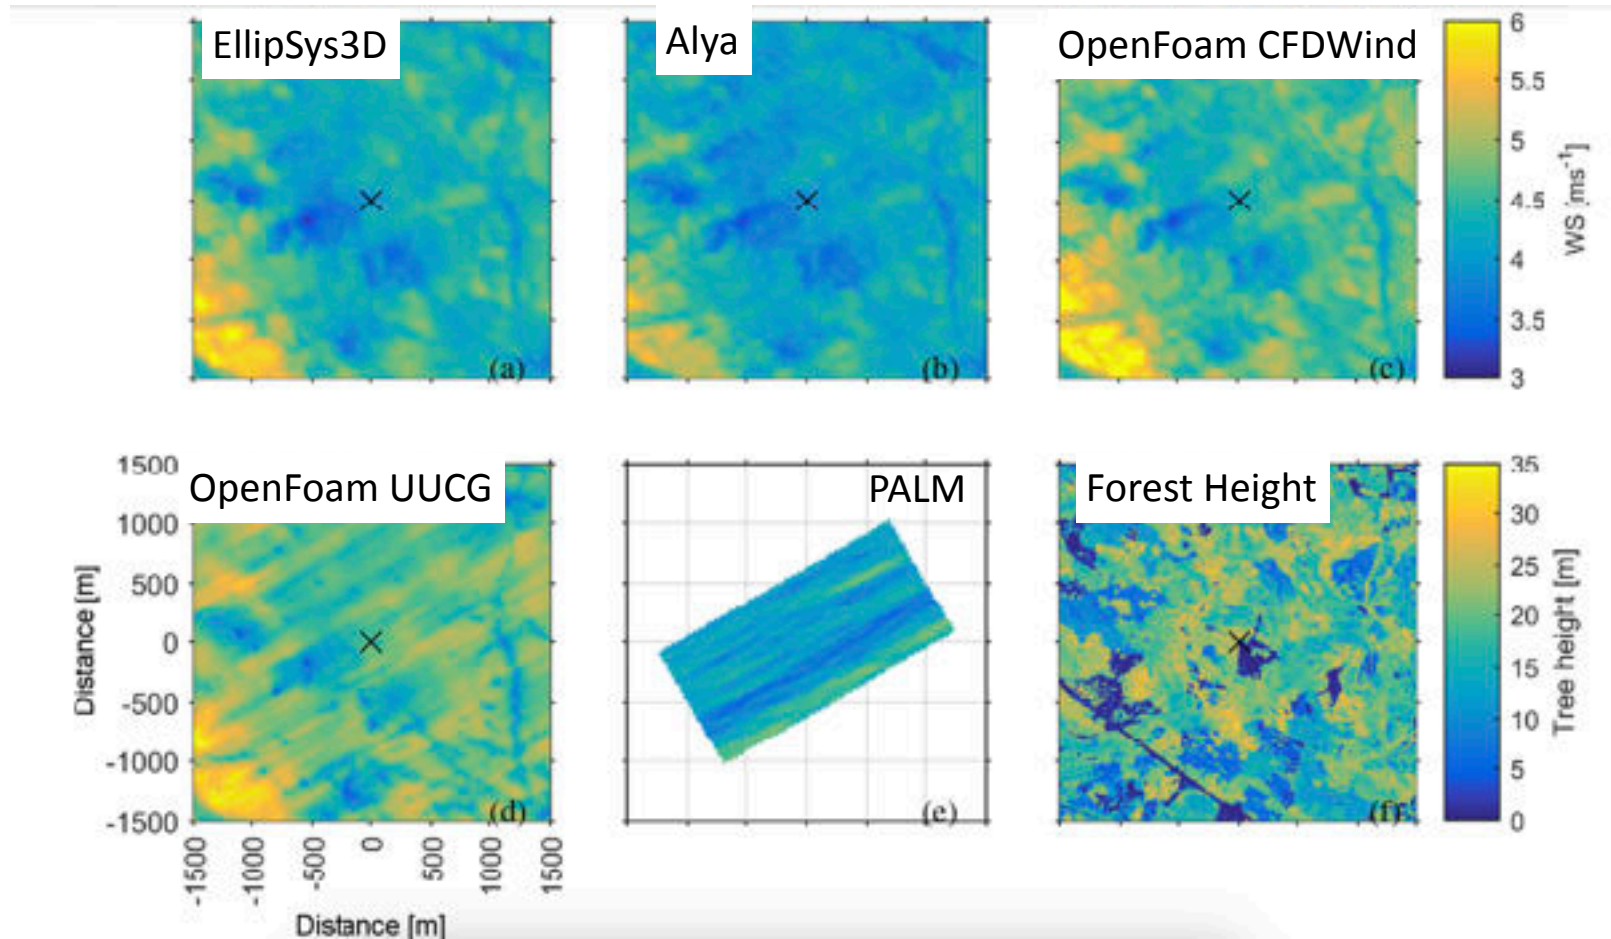 EllipSys3D
Alya
OpenFoam CFDWind
(a)
(b)
(c)
6
5.5
5
4.5
4
3.5
3
WS [ms⁻¹]
OpenFoam UUCG
PALM
Forest Height
1500
1000
500
0
-500
-1000
-1500
Distance [m]
(d)
(e)
(f)
35
30
25
20
15
10
5
0
Tree height [m]
-1500
-1000
-500
0
500
1000
1500
Distance [m]